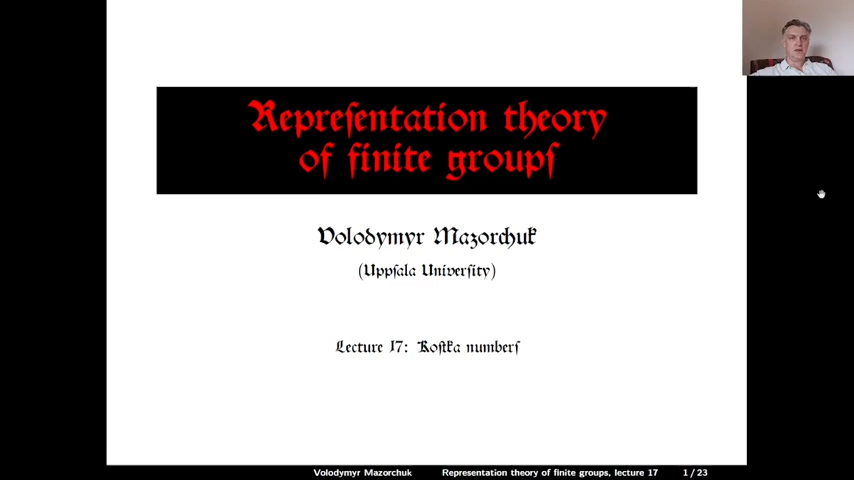 Repreſentation theory
of finite groupſ
Volodymyr Mazorchuk
(Uppſala Univerſity)
Lecture 17: Koſtka numberſ
Volodymyr Mazorchuk Representation theory of finite groups, lecture 17 1 / 23